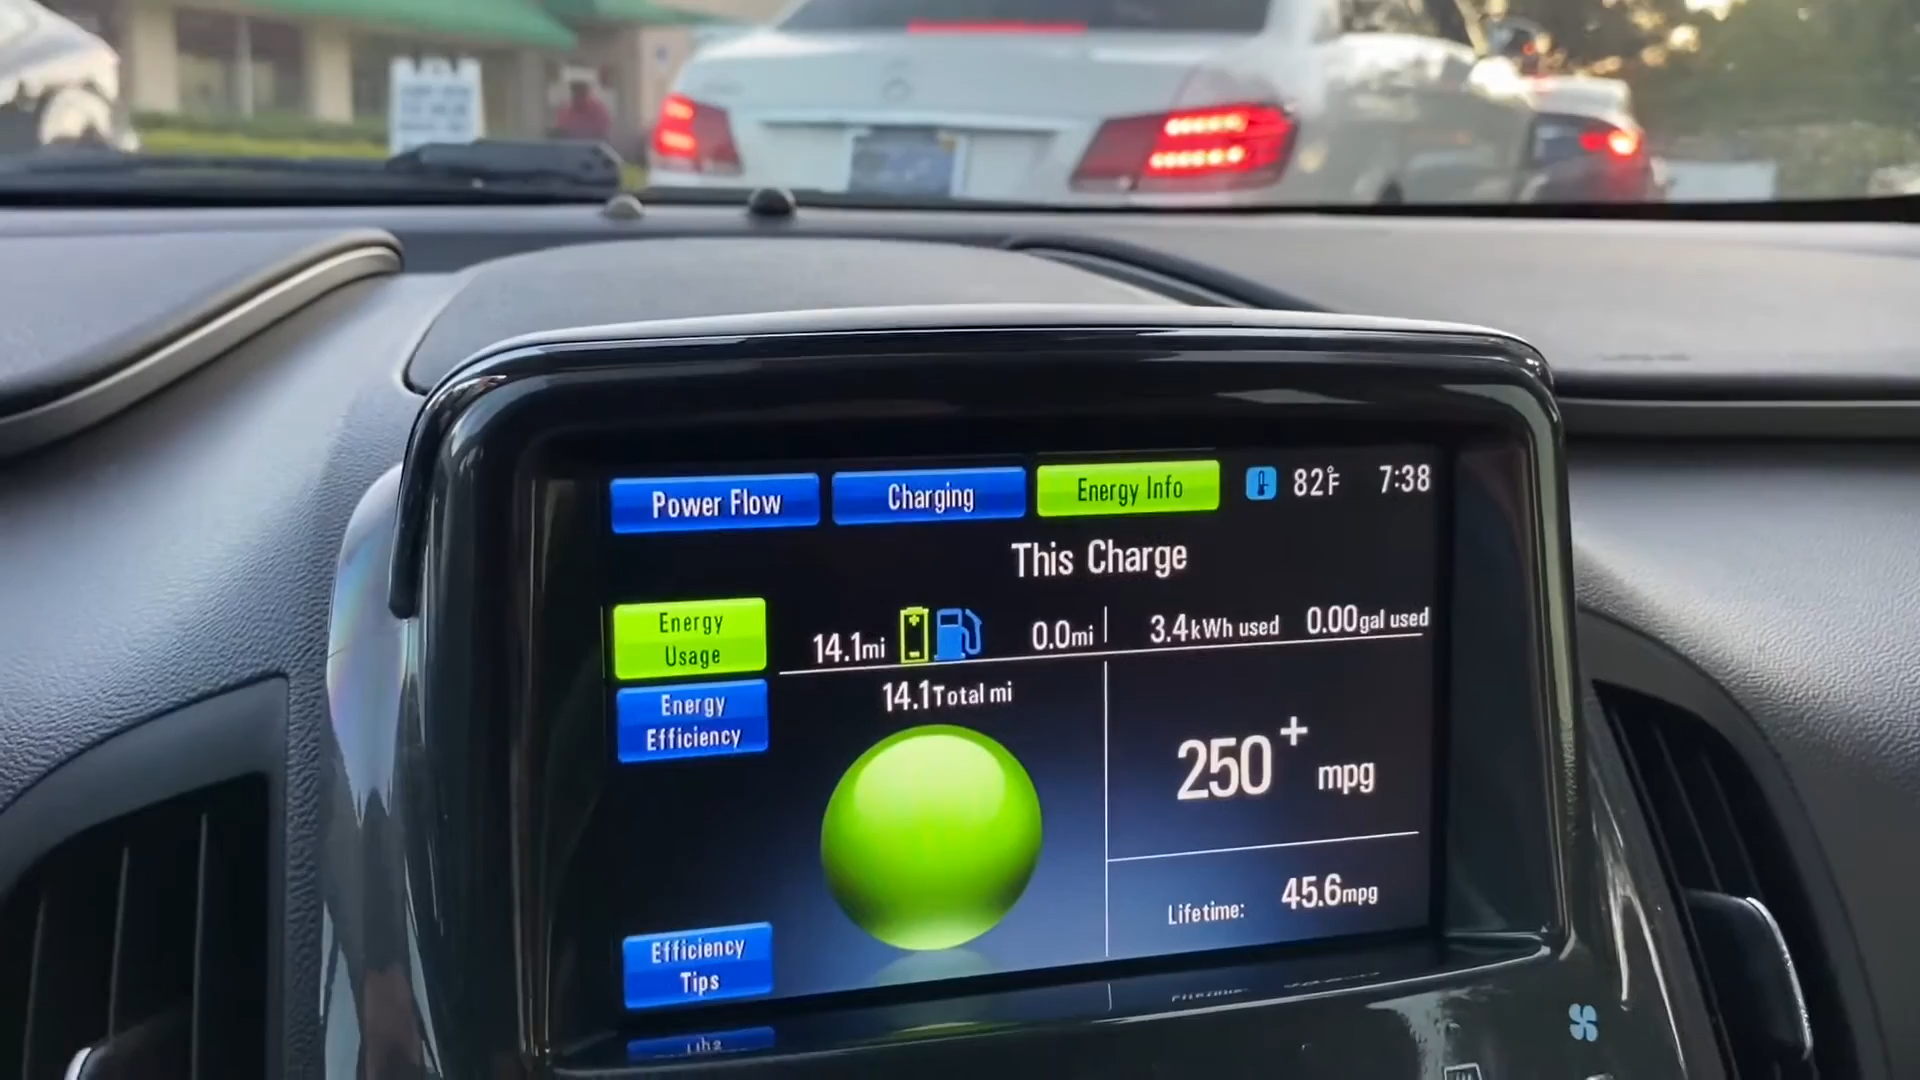 Power Flow
Charging
Energy Info
82°F
7:38
This Charge
Energy
Usage
14.1mi
0.0mi
3.4kWh used
0.00gal used
Energy
Efficiency
14.1Total mi
250+ mpg
Lifetime: 45.6mpg
Efficiency
Tips